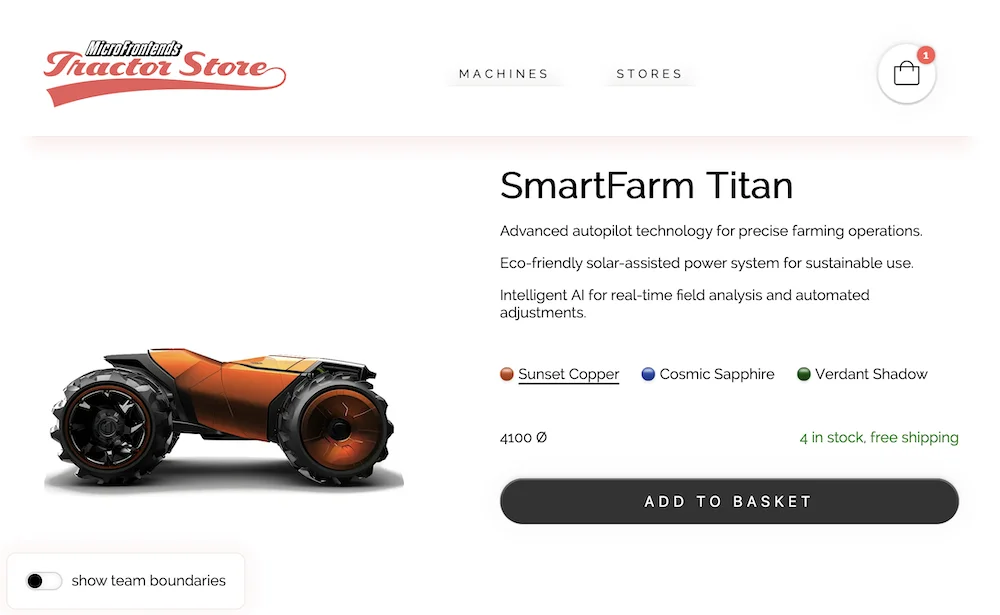 MicroFrontends
Tractor Store
MACHINES
STORES
1
SmartFarm Titan
Advanced autopilot technology for precise farming operations.
Eco-friendly solar-assisted power system for sustainable use.
Intelligent AI for real-time field analysis and automated
adjustments.
Sunset Copper Cosmic Sapphire Verdant Shadow
4100 Ø
4 in stock, free shipping
ADD TO BASKET
show team boundaries